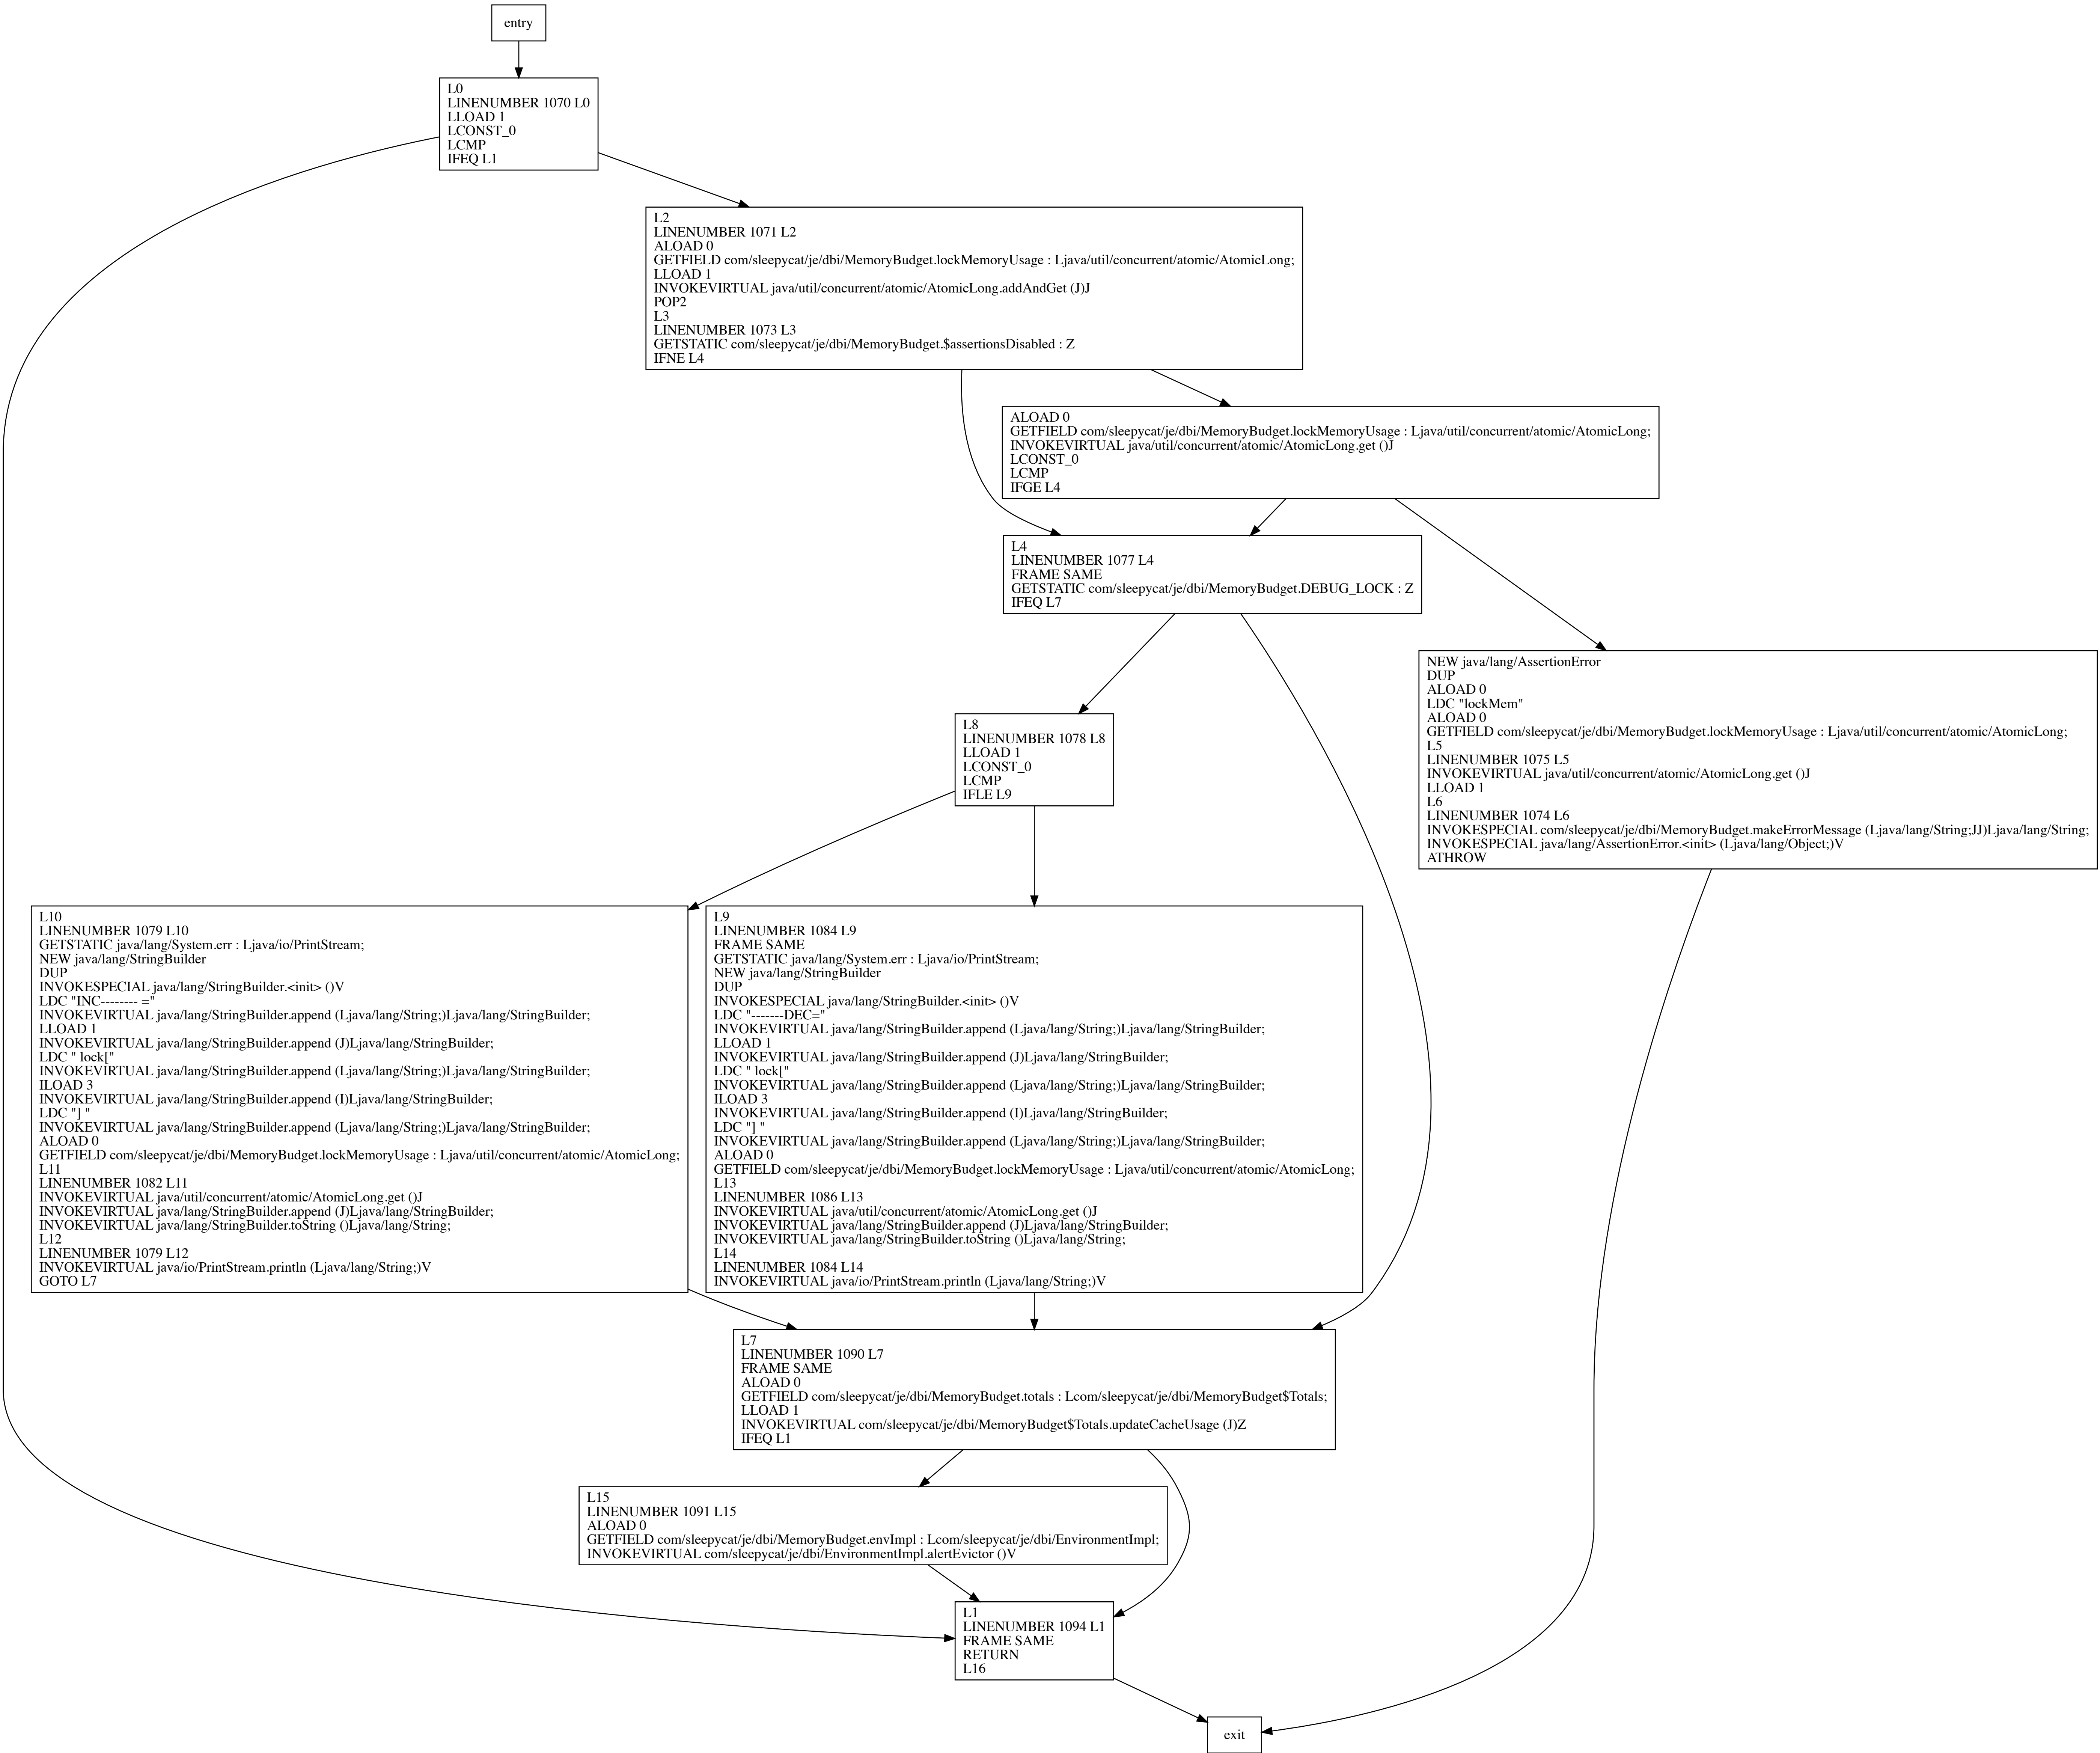 entry
L0
LINENUMBER 1070 L0
LLOAD 1
LCONST_0
LCMP
IFEQ L1
L2
LINENUMBER 1071 L2
ALOAD 0
GETFIELD com/sleepycat/je/dbi/MemoryBudget.lockMemoryUsage : Ljava/util/concurrent/atomic/AtomicLong;
LLOAD 1
INVOKEVIRTUAL java/util/concurrent/atomic/AtomicLong.addAndGet (J)J
POP2
L3
LINENUMBER 1073 L3
GETSTATIC com/sleepycat/je/dbi/MemoryBudget.$assertionsDisabled : Z
IFNE L4
ALOAD 0
GETFIELD com/sleepycat/je/dbi/MemoryBudget.lockMemoryUsage : Ljava/util/concurrent/atomic/AtomicLong;
INVOKEVIRTUAL java/util/concurrent/atomic/AtomicLong.get ()J
LCONST_0
LCMP
IFGE L4
L4
LINENUMBER 1077 L4
FRAME SAME
GETSTATIC com/sleepycat/je/dbi/MemoryBudget.DEBUG_LOCK : Z
IFEQ L7
NEW java/lang/AssertionError
DUP
ALOAD 0
LDC "lockMem"
ALOAD 0
GETFIELD com/sleepycat/je/dbi/MemoryBudget.lockMemoryUsage : Ljava/util/concurrent/atomic/AtomicLong;
L5
LINENUMBER 1075 L5
INVOKEVIRTUAL java/util/concurrent/atomic/AtomicLong.get ()J
LLOAD 1
L6
LINENUMBER 1074 L6
INVOKESPECIAL com/sleepycat/je/dbi/MemoryBudget.makeErrorMessage (Ljava/lang/String;JJ)Ljava/lang/String;
INVOKESPECIAL java/lang/AssertionError.<init> (Ljava/lang/Object;)V
ATHROW
L8
LINENUMBER 1078 L8
LLOAD 1
LCONST_0
LCMP
IFLE L9
L10
LINENUMBER 1079 L10
GETSTATIC java/lang/System.err : Ljava/io/PrintStream;
NEW java/lang/StringBuilder
DUP
INVOKESPECIAL java/lang/StringBuilder.<init> ()V
LDC "INC-------- ="
INVOKEVIRTUAL java/lang/StringBuilder.append (Ljava/lang/String;)Ljava/lang/StringBuilder;
LLOAD 1
INVOKEVIRTUAL java/lang/StringBuilder.append (J)Ljava/lang/StringBuilder;
LDC " lock["
INVOKEVIRTUAL java/lang/StringBuilder.append (Ljava/lang/String;)Ljava/lang/StringBuilder;
ILOAD 3
INVOKEVIRTUAL java/lang/StringBuilder.append (I)Ljava/lang/StringBuilder;
LDC "] "
INVOKEVIRTUAL java/lang/StringBuilder.append (Ljava/lang/String;)Ljava/lang/StringBuilder;
ALOAD 0
GETFIELD com/sleepycat/je/dbi/MemoryBudget.lockMemoryUsage : Ljava/util/concurrent/atomic/AtomicLong;
L11
LINENUMBER 1082 L11
INVOKEVIRTUAL java/util/concurrent/atomic/AtomicLong.get ()J
INVOKEVIRTUAL java/lang/StringBuilder.append (J)Ljava/lang/StringBuilder;
INVOKEVIRTUAL java/lang/StringBuilder.toString ()Ljava/lang/String;
L12
LINENUMBER 1079 L12
INVOKEVIRTUAL java/io/PrintStream.println (Ljava/lang/String;)V
GOTO L7
L9
LINENUMBER 1084 L9
FRAME SAME
GETSTATIC java/lang/System.err : Ljava/io/PrintStream;
NEW java/lang/StringBuilder
DUP
INVOKESPECIAL java/lang/StringBuilder.<init> ()V
LDC "-------DEC="
INVOKEVIRTUAL java/lang/StringBuilder.append (Ljava/lang/String;)Ljava/lang/StringBuilder;
LLOAD 1
INVOKEVIRTUAL java/lang/StringBuilder.append (J)Ljava/lang/StringBuilder;
LDC " lock["
INVOKEVIRTUAL java/lang/StringBuilder.append (Ljava/lang/String;)Ljava/lang/StringBuilder;
ILOAD 3
INVOKEVIRTUAL java/lang/StringBuilder.append (I)Ljava/lang/StringBuilder;
LDC "] "
INVOKEVIRTUAL java/lang/StringBuilder.append (Ljava/lang/String;)Ljava/lang/StringBuilder;
ALOAD 0
GETFIELD com/sleepycat/je/dbi/MemoryBudget.lockMemoryUsage : Ljava/util/concurrent/atomic/AtomicLong;
L13
LINENUMBER 1086 L13
INVOKEVIRTUAL java/util/concurrent/atomic/AtomicLong.get ()J
INVOKEVIRTUAL java/lang/StringBuilder.append (J)Ljava/lang/StringBuilder;
INVOKEVIRTUAL java/lang/StringBuilder.toString ()Ljava/lang/String;
L14
LINENUMBER 1084 L14
INVOKEVIRTUAL java/io/PrintStream.println (Ljava/lang/String;)V
L7
LINENUMBER 1090 L7
FRAME SAME
ALOAD 0
GETFIELD com/sleepycat/je/dbi/MemoryBudget.totals : Lcom/sleepycat/je/dbi/MemoryBudget$Totals;
LLOAD 1
INVOKEVIRTUAL com/sleepycat/je/dbi/MemoryBudget$Totals.updateCacheUsage (J)Z
IFEQ L1
L15
LINENUMBER 1091 L15
ALOAD 0
GETFIELD com/sleepycat/je/dbi/MemoryBudget.envImpl : Lcom/sleepycat/je/dbi/EnvironmentImpl;
INVOKEVIRTUAL com/sleepycat/je/dbi/EnvironmentImpl.alertEvictor ()V
L1
LINENUMBER 1094 L1
FRAME SAME
RETURN
L16
exit